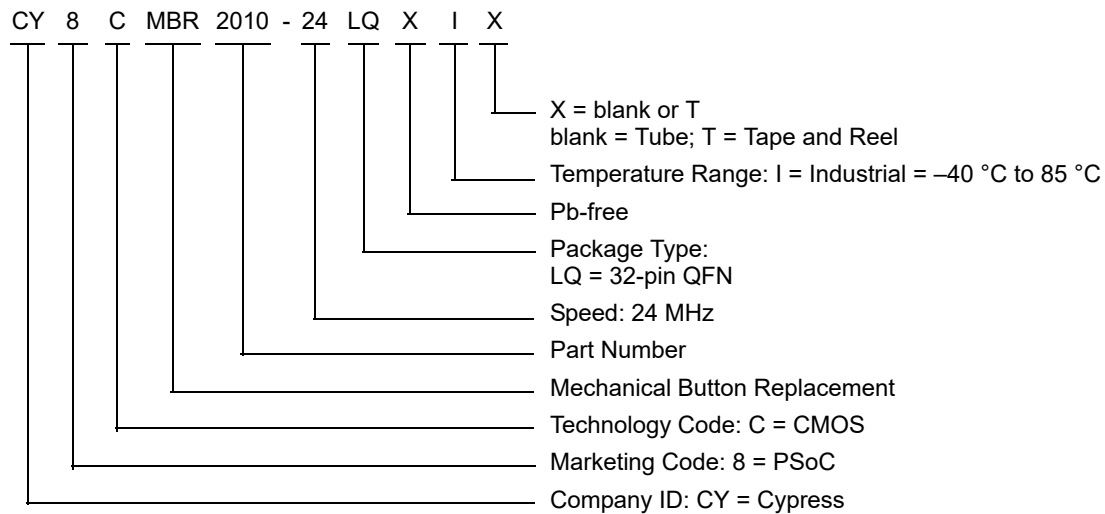 CY 8 C MBR 2010 - 24 LQ X I X
X = blank or T
blank = Tube; T = Tape and Reel
Temperature Range: I = Industrial = –40 °C to 85 °C
Pb-free
Package Type:
LQ = 32-pin QFN
Speed: 24 MHz
Part Number
Mechanical Button Replacement
Technology Code: C = CMOS
Marketing Code: 8 = PSoC
Company ID: CY = Cypress